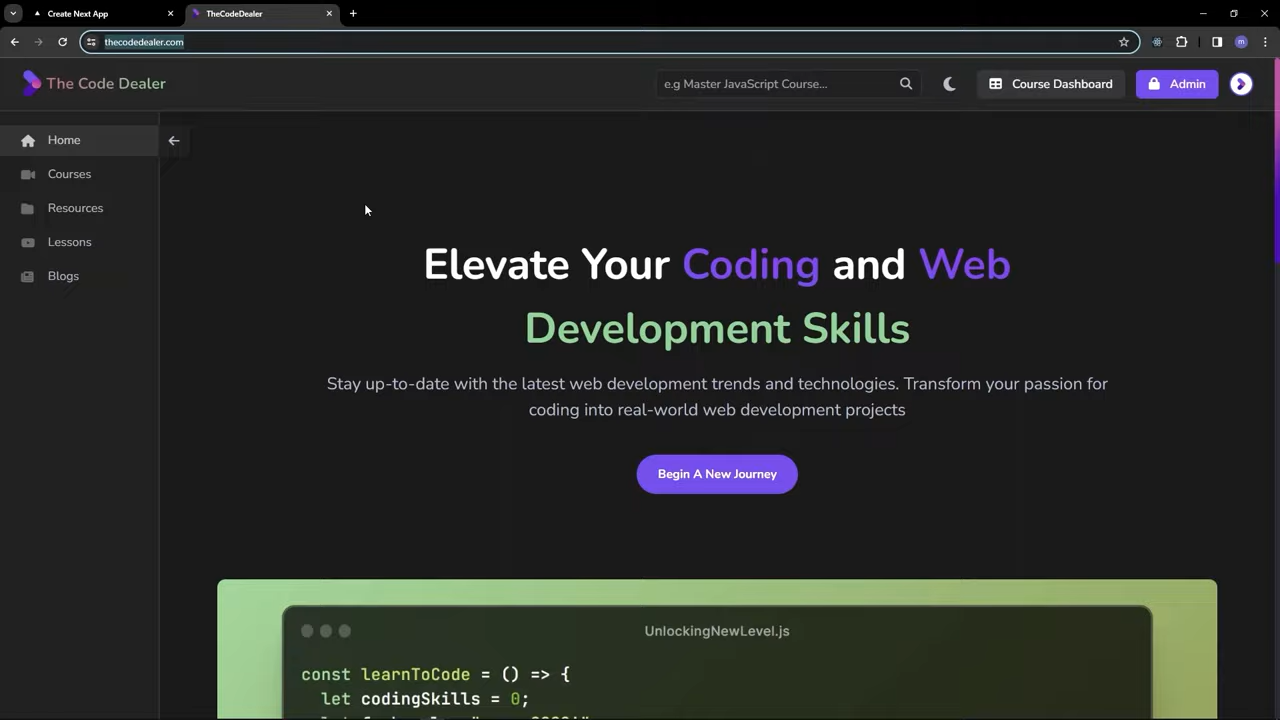 Create Next App
TheCodeDealer
thecodedealer.com
m
The Code Dealer
e.g Master JavaScript Course...
Course Dashboard
Admin
Home
Courses
Resources
Lessons
Blogs
Elevate Your Coding and Web
Development Skills
Stay up-to-date with the latest web development trends and technologies. Transform your passion for
coding into real-world web development projects
Begin A New Journey
UnlockingNewLevel.js
const learnToCode = () => {
let codingSkills = 0;